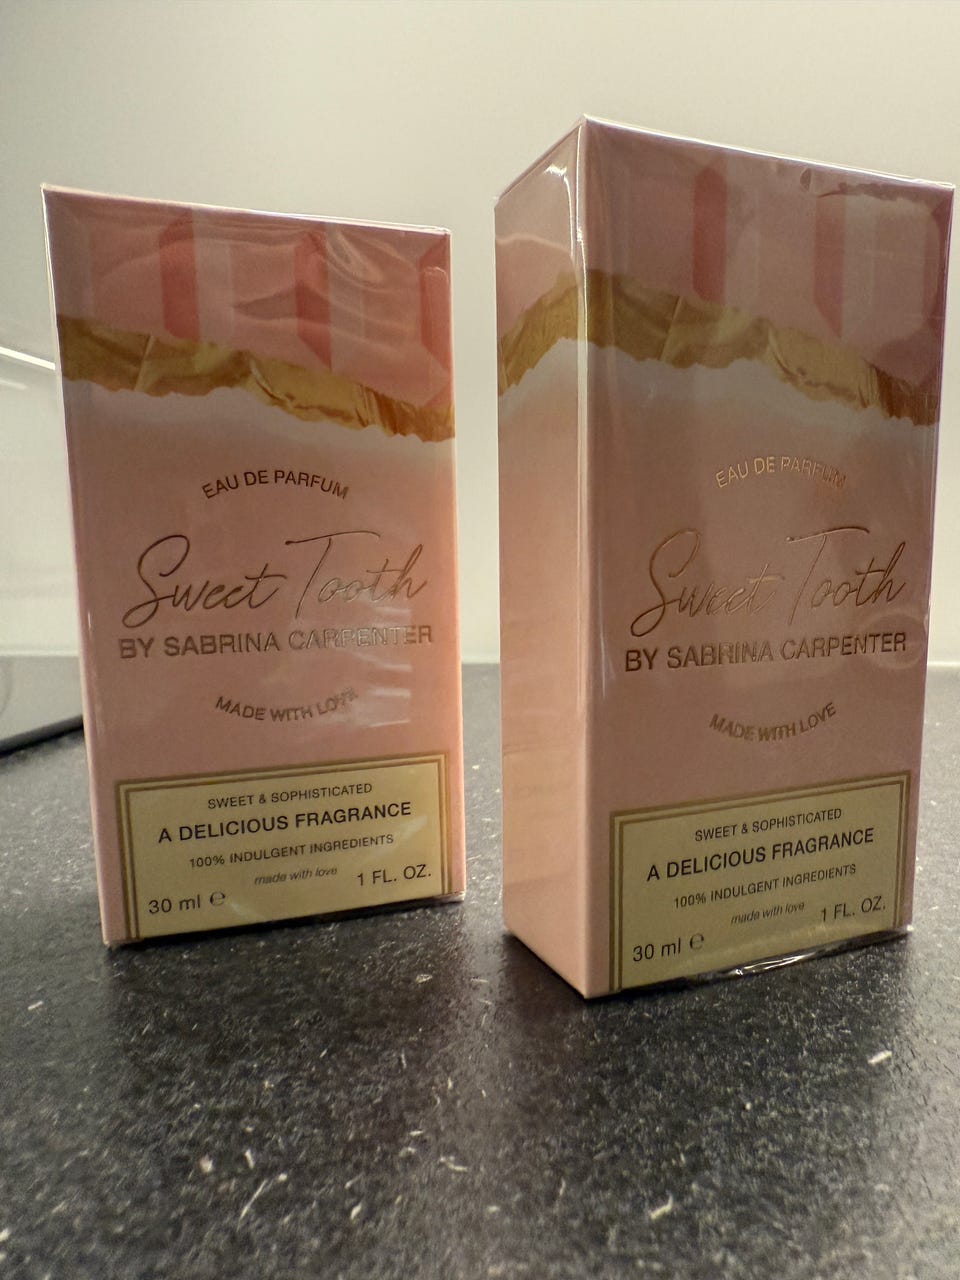 EAU DE PARFUM
Sweet Tooth
BY SABRINA CARPENTER
MADE WITH LOVE
SWEET & SOPHISTICATED
A DELICIOUS FRAGRANCE
100% INDULGENT INGREDIENTS
made with love
30 ml ℮ 1 FL. OZ.
EAU DE PARFUM
Sweet Tooth
BY SABRINA CARPENTER
MADE WITH LOVE
SWEET & SOPHISTICATED
A DELICIOUS FRAGRANCE
100% INDULGENT INGREDIENTS
made with love
30 ml ℮ 1 FL. OZ.